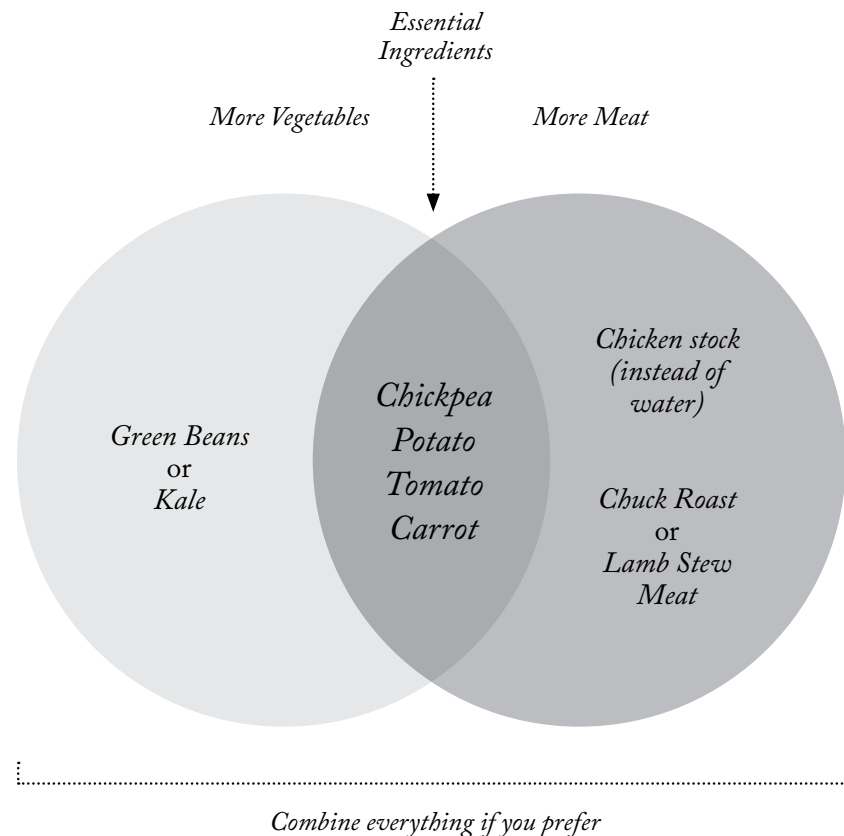 Essential
Ingredients
More Vegetables
More Meat
Green Beans
or
Kale
Chickpea
Potato
Tomato
Carrot
Chicken stock
(instead of
water)
Chuck Roast
or
Lamb Stew
Meat
Combine everything if you prefer